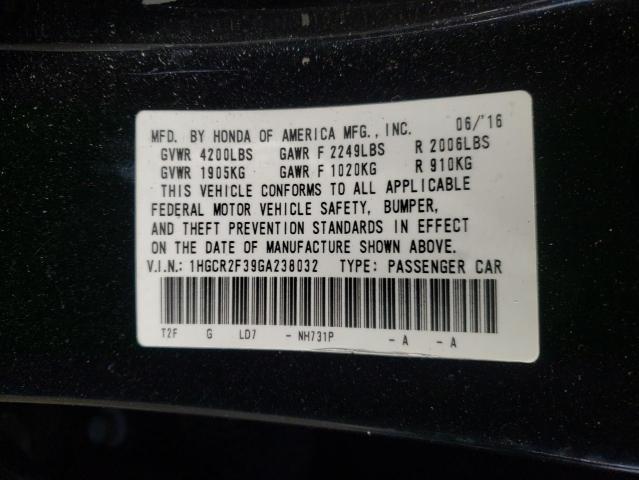 MFD. BY HONDA OF AMERICA MFG., INC. 06/'16
GVWR 4200LBS GAWR F 2249LBS R 2006LBS
GVWR 1905KG GAWR F 1020KG R 910KG
THIS VEHICLE CONFORMS TO ALL APPLICABLE
FEDERAL MOTOR VEHICLE SAFETY, BUMPER,
AND THEFT PREVENTION STANDARDS IN EFFECT
ON THE DATE OF MANUFACTURE SHOWN ABOVE.
V.I.N.: 1HGCR2F39GA238032 TYPE: PASSENGER CAR
T2F G LD7 - NH731P - A - A